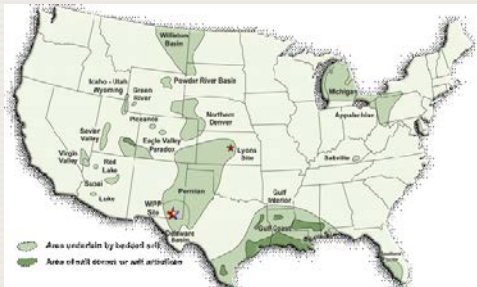 Williston
Basin
Powder River Basin
Idaho - Utah
Wyoming
Green
River
Michigan
Appalachian
Piceance
Northern
Denver
Sevier
Valley
Eagle Valley
Paradox
Lyons
Site
Virgin
Valley
Red
Lake
Saltville
Supai
Luke
Permian
WIPP
Site
Delaware
Basin
Gulf
Interior
Gulf Coast
Area underlain by bedded salt
Area of salt domes or salt anticlines